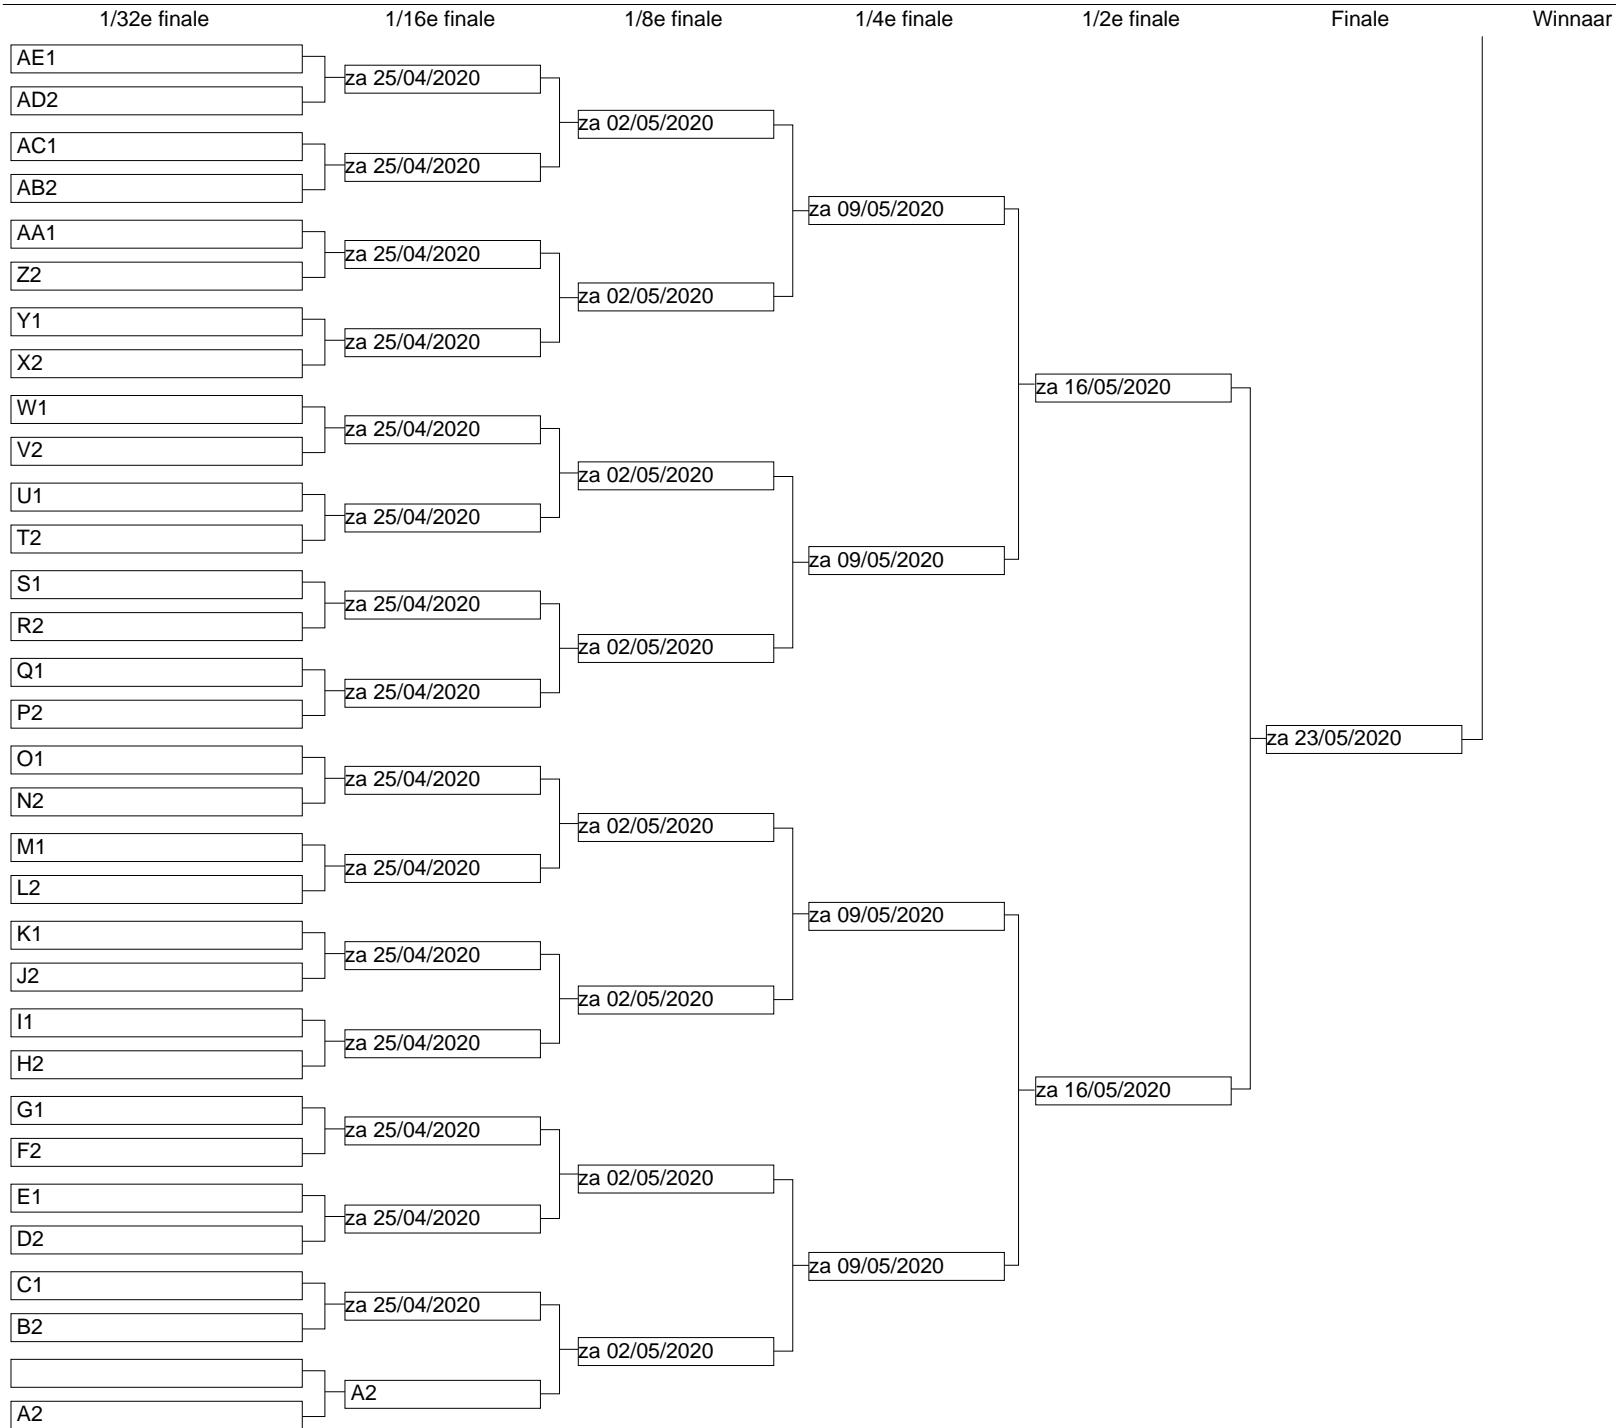 1/32e finale 1/16e finale 1/8e finale 1/4e finale 1/2e finale Finale Winnaar
AE1
za 25/04/2020
AD2
za 02/05/2020
AC1
za 25/04/2020
AB2
za 09/05/2020
AA1
za 25/04/2020
Z2
za 02/05/2020
Y1
za 25/04/2020
X2
za 16/05/2020
W1
za 25/04/2020
V2
za 02/05/2020
U1
za 25/04/2020
T2
za 09/05/2020
S1
za 25/04/2020
R2
za 02/05/2020
Q1
za 25/04/2020
P2
za 23/05/2020
O1
za 25/04/2020
N2
za 02/05/2020
M1
za 25/04/2020
L2
za 09/05/2020
K1
za 25/04/2020
J2
za 02/05/2020
I1
za 25/04/2020
H2
za 16/05/2020
G1
za 25/04/2020
F2
za 02/05/2020
E1
za 25/04/2020
D2
za 09/05/2020
C1
za 25/04/2020
B2
za 02/05/2020
A2
A2